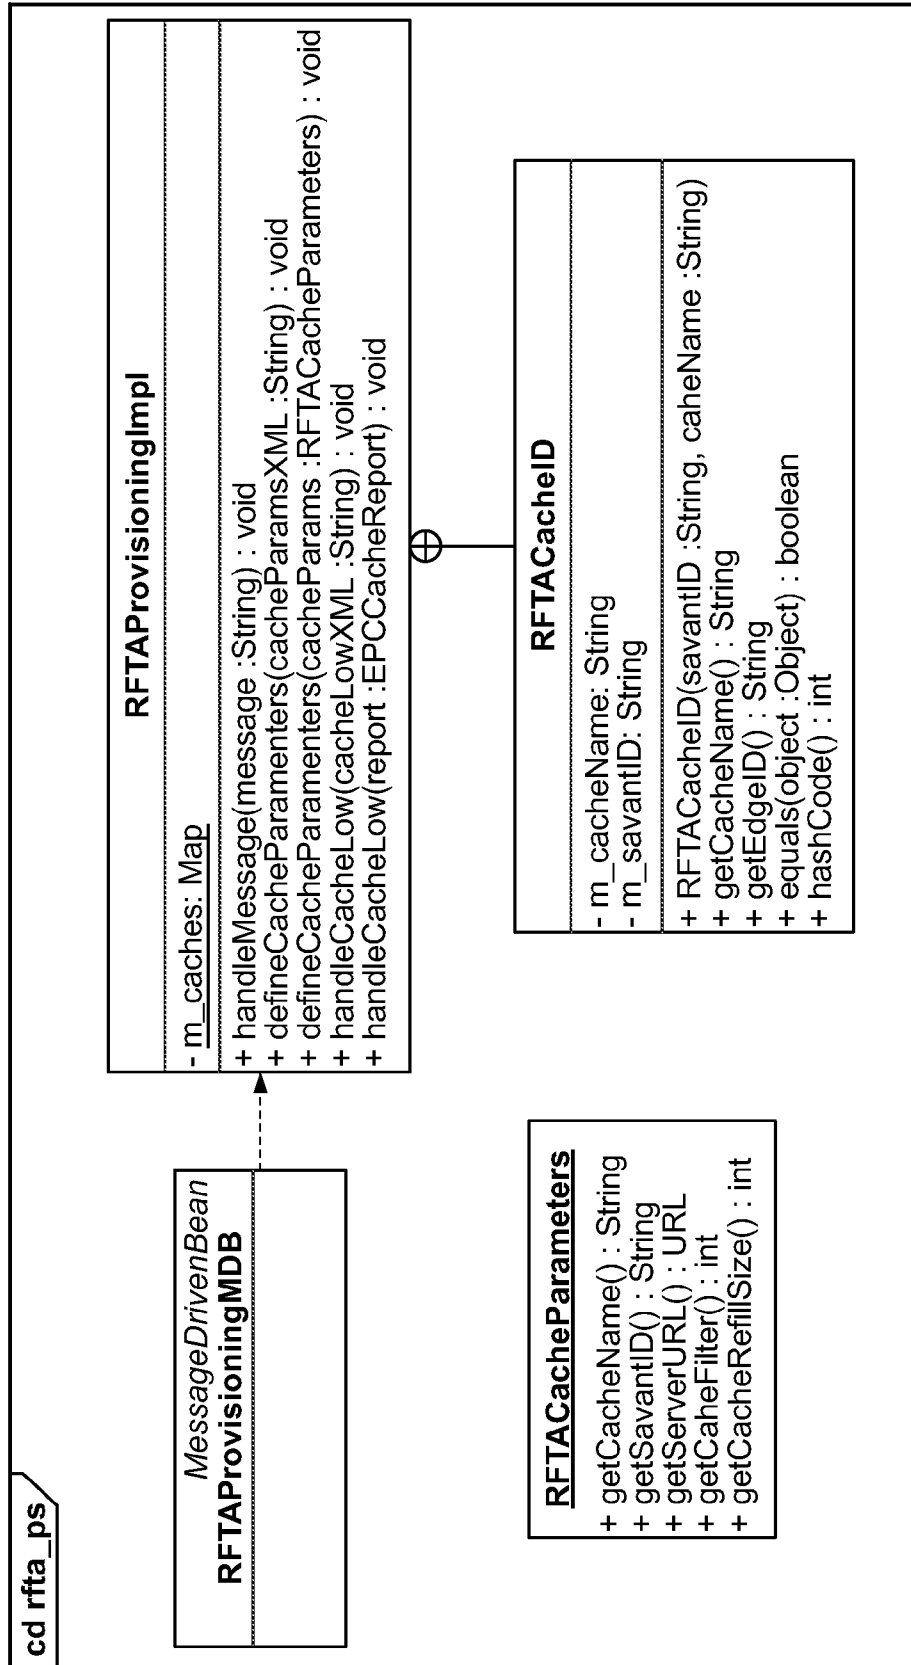 cd rfta_ps
MessageDrivenBean
RFTAProvisioningMDB
RFTAProvisioningImpl
- m_caches: Map
+ handleMessage(message :String) : void
+ defineCacheParamenters(cacheParamsXML :String) : void
+ defineCacheParamenters(cacheParams :RFTACacheParameters) : void
+ handleCacheLow(cacheLowXML :String) : void
+ handleCacheLow(report :EPCCacheReport) : void
RFTACacheParameters
+ getCacheName() : String
+ getSavantID() : String
+ getServerURL() : URL
+ getCaheFilter() : int
+ getCacheRefillSize() : int
RFTACacheID
- m_cacheName: String
- m_savantID: String
+ RFTACacheID(savantID :String, caheName :String)
+ getCacheName() : String
+ getEdgeID() : String
+ equals(object :Object) : boolean
+ hashCode() : int